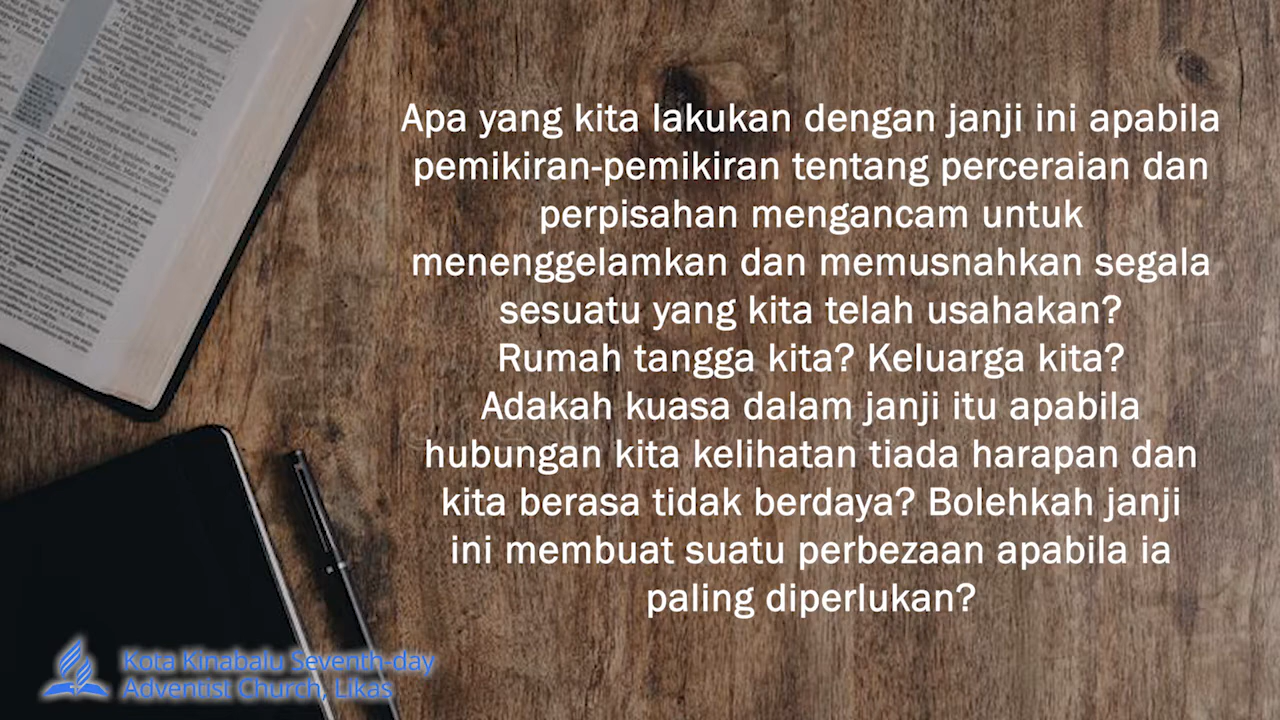 Apa yang kita lakukan dengan janji ini apabila
pemikiran-pemikiran tentang perceraian dan
perpisahan mengancam untuk
menenggelamkan dan memusnahkan segala
sesuatu yang kita telah usahakan?
Rumah tangga kita? Keluarga kita?
Adakah kuasa dalam janji itu apabila
hubungan kita kelihatan tiada harapan dan
kita berasa tidak berdaya? Bolehkah janji
ini membuat suatu perbezaan apabila ia
paling diperlukan?
Kota Kinabalu Seventh-day
Adventist Church, Likas